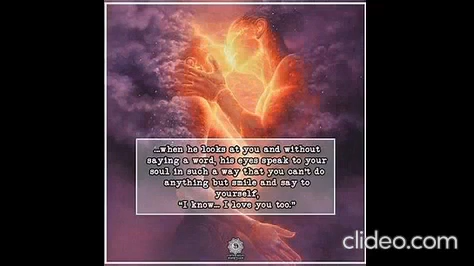 ...when he looks at you and without
saying a word, his eyes speak to your
soul in such a way that you can't do
anything but smile and say to
yourself,
"I know... I love you too."
clideo.com